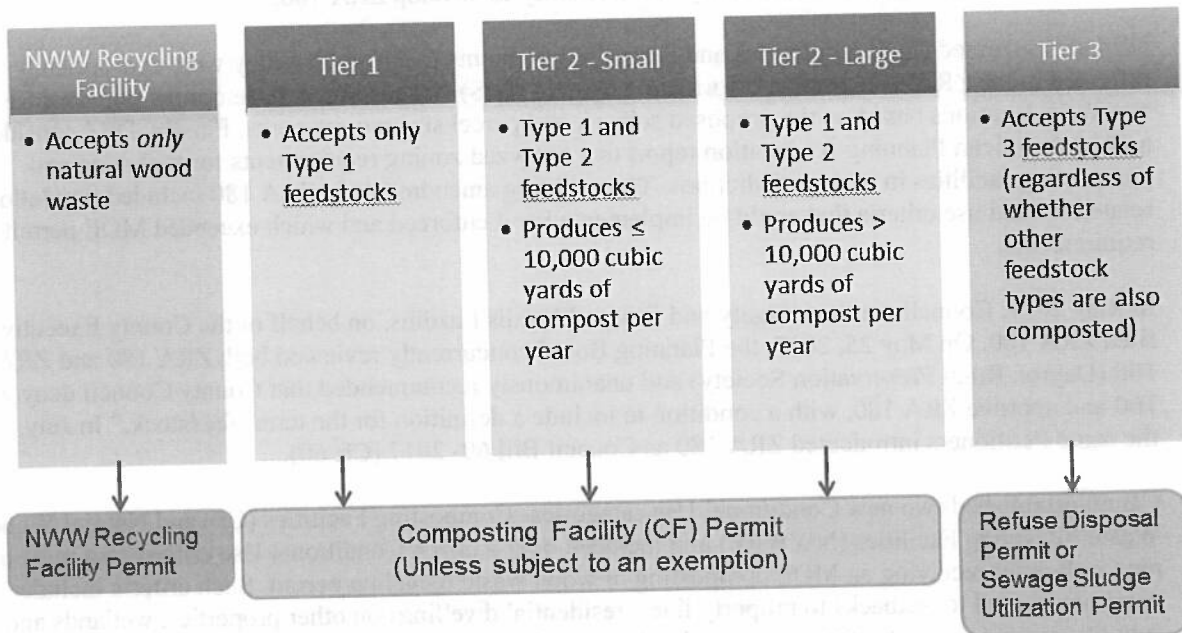 NWW Recycling
Facility
• Accepts only
natural wood
waste
Tier 1
• Accepts only
Type 1
feedstocks
Tier 2 - Small
• Type 1 and
Type 2
feedstocks
• Produces ≤
10,000 cubic
yards of
compost per
year
Tier 2 - Large
• Type 1 and
Type 2
feedstocks
• Produces >
10,000 cubic
yards of
compost per
year
Tier 3
• Accepts Type
3 feedstocks
(regardless of
whether
other
feedstock
types are also
composted)
NWW Recycling
Facility Permit
Composting Facility (CF) Permit
(Unless subject to an exemption)
Refuse Disposal
Permit or
Sewage Sludge
Utilization Permit